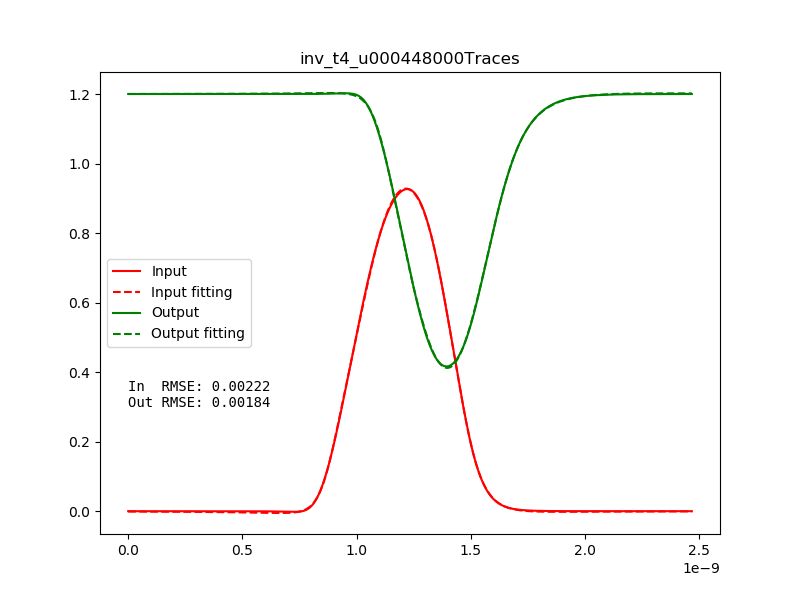 inv_t4_u000448000Traces
1.2
1.0
0.8
0.6
0.4
0.2
0.0
Input
Input fitting
Output
Output fitting
In  RMSE: 0.00222
Out RMSE: 0.00184
0.0 0.5 1.0 1.5 2.0 2.5
1e−9